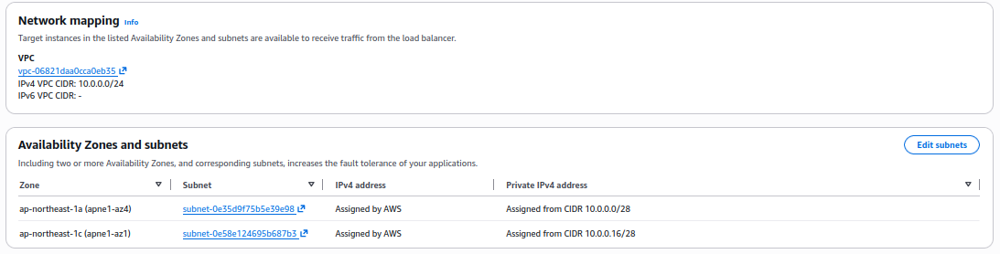 Network mapping Info
Target instances in the listed Availability Zones and subnets are available to receive traffic from the load balancer.
VPC
vpc-06821daa0cca0eb35
IPv4 VPC CIDR: 10.0.0.0/24
IPv6 VPC CIDR: -
Availability Zones and subnets
Edit subnets
Including two or more Availability Zones, and corresponding subnets, increases the fault tolerance of your applications.
Zone Subnet IPv4 address Private IPv4 address
ap-northeast-1a (apne1-az4) subnet-0e35d9f75b5e39e98 Assigned by AWS Assigned from CIDR 10.0.0.0/28
ap-northeast-1c (apne1-az1) subnet-0e58e124695b687b3 Assigned by AWS Assigned from CIDR 10.0.0.16/28